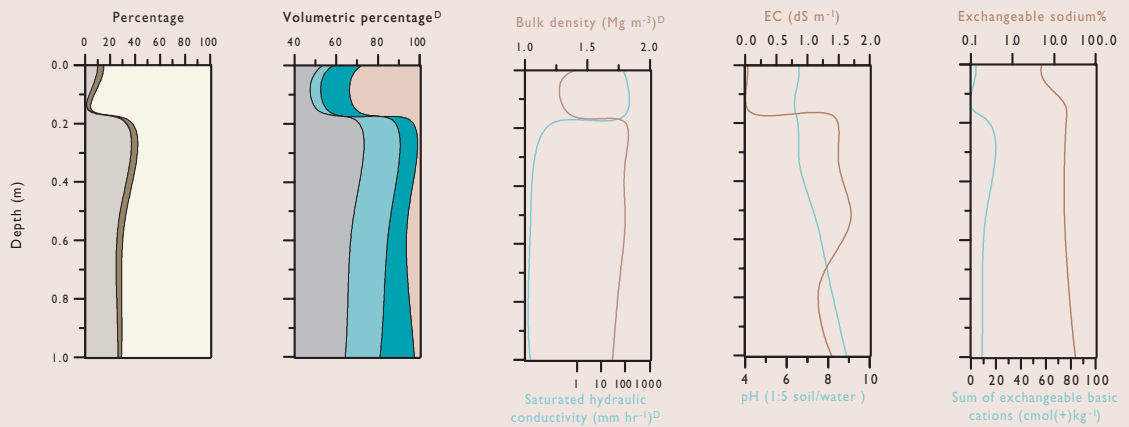 Percentage
0 20 40 60 80 100
Depth (m)
0.0
0.2
0.4
0.6
0.8
1.0
Volumetric percentageᴰ
40 60 80 100
Bulk density (Mg m⁻³)ᴰ
1.0 1.5 2.0
1 10 100 1000
Saturated hydraulic
conductivity (mm hr⁻¹)ᴰ
EC (dS m⁻¹)
0.0 0.5 1.0 1.5 2.0
4 6 8 10
pH (1:5 soil/water )
Exchangeable sodium%
0.1 1.0 10.0 100.0
0 20 40 60 80 100
Sum of exchangeable basic
cations (cmol(+)kg⁻¹)